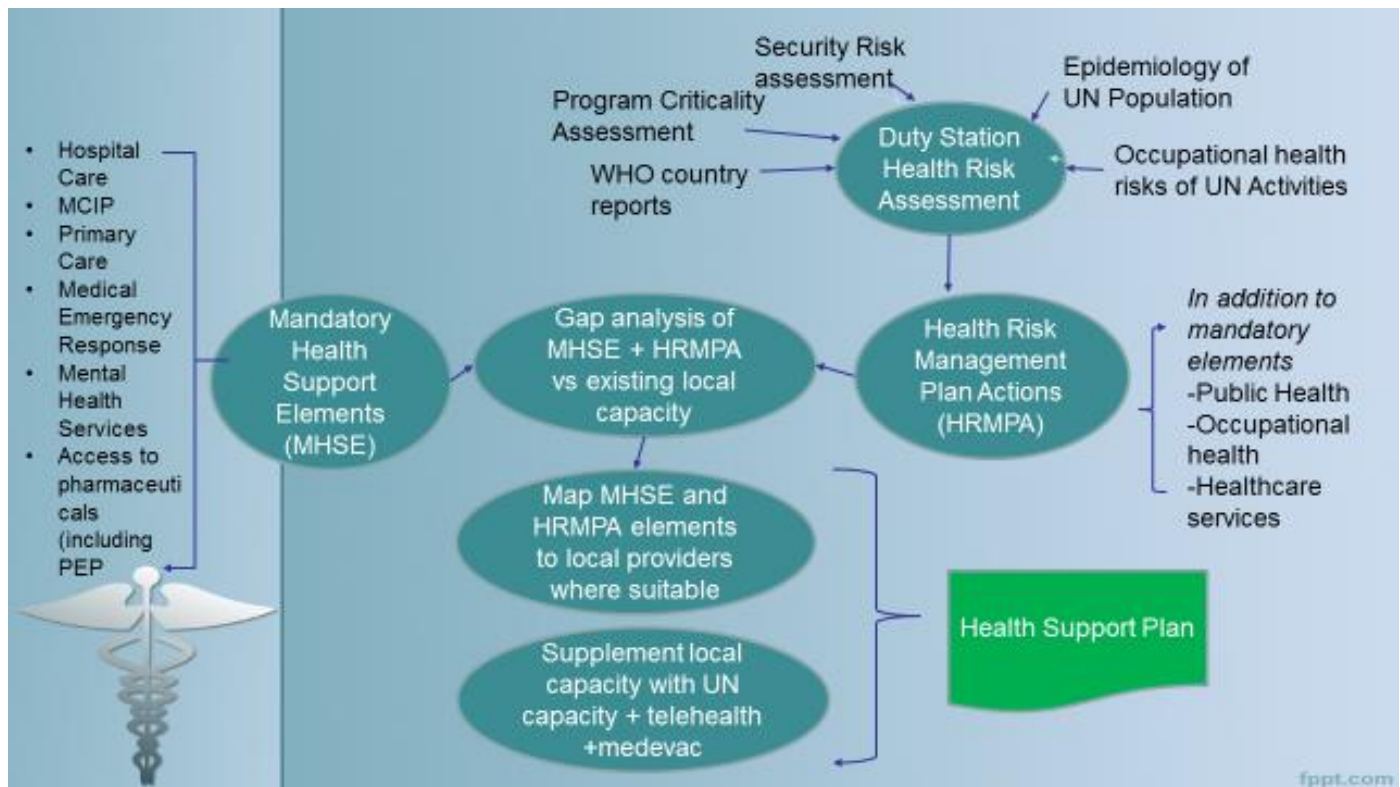 Security Risk
assessment
Epidemiology of
UN Population
Program Criticality
Assessment
WHO country
reports
Duty Station
Health Risk
Assessment
Occupational health
risks of UN Activities
• Hospital
Care
• MCIP
• Primary
Care
• Medical
Emergency
Response
• Mental
Health
Services
• Access to
pharmaceuti
cals
(including
PEP
Mandatory
Health
Support
Elements
(MHSE)
Gap analysis of
MHSE + HRMPA
vs existing local
capacity
Health Risk
Management
Plan Actions
(HRMPA)
In addition to
mandatory
elements
-Public Health
-Occupational
health
-Healthcare
services
Map MHSE and
HRMPA elements
to local providers
where suitable
Supplement local
capacity with UN
capacity + telehealth
+medevac
Health Support Plan
fppt.com